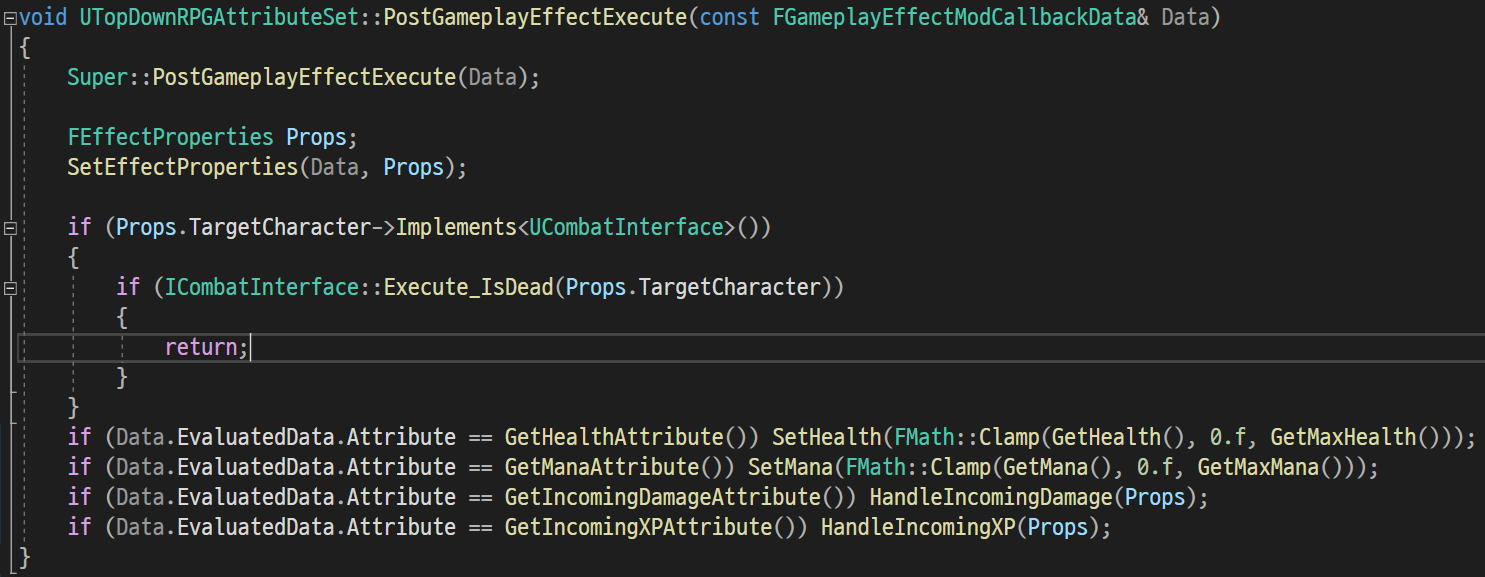 void UTopDownRPGAttributeSet::PostGameplayEffectExecute(const FGameplayEffectModCallbackData& Data)
{
    Super::PostGameplayEffectExecute(Data);

    FEffectProperties Props;
    SetEffectProperties(Data, Props);

    if (Props.TargetCharacter->Implements<UCombatInterface>())
    {
        if (ICombatInterface::Execute_IsDead(Props.TargetCharacter))
        {
            return;
        }
    }
    if (Data.EvaluatedData.Attribute == GetHealthAttribute()) SetHealth(FMath::Clamp(GetHealth(), 0.f, GetMaxHealth()));
    if (Data.EvaluatedData.Attribute == GetManaAttribute()) SetMana(FMath::Clamp(GetMana(), 0.f, GetMaxMana()));
    if (Data.EvaluatedData.Attribute == GetIncomingDamageAttribute()) HandleIncomingDamage(Props);
    if (Data.EvaluatedData.Attribute == GetIncomingXPAttribute()) HandleIncomingXP(Props);
}